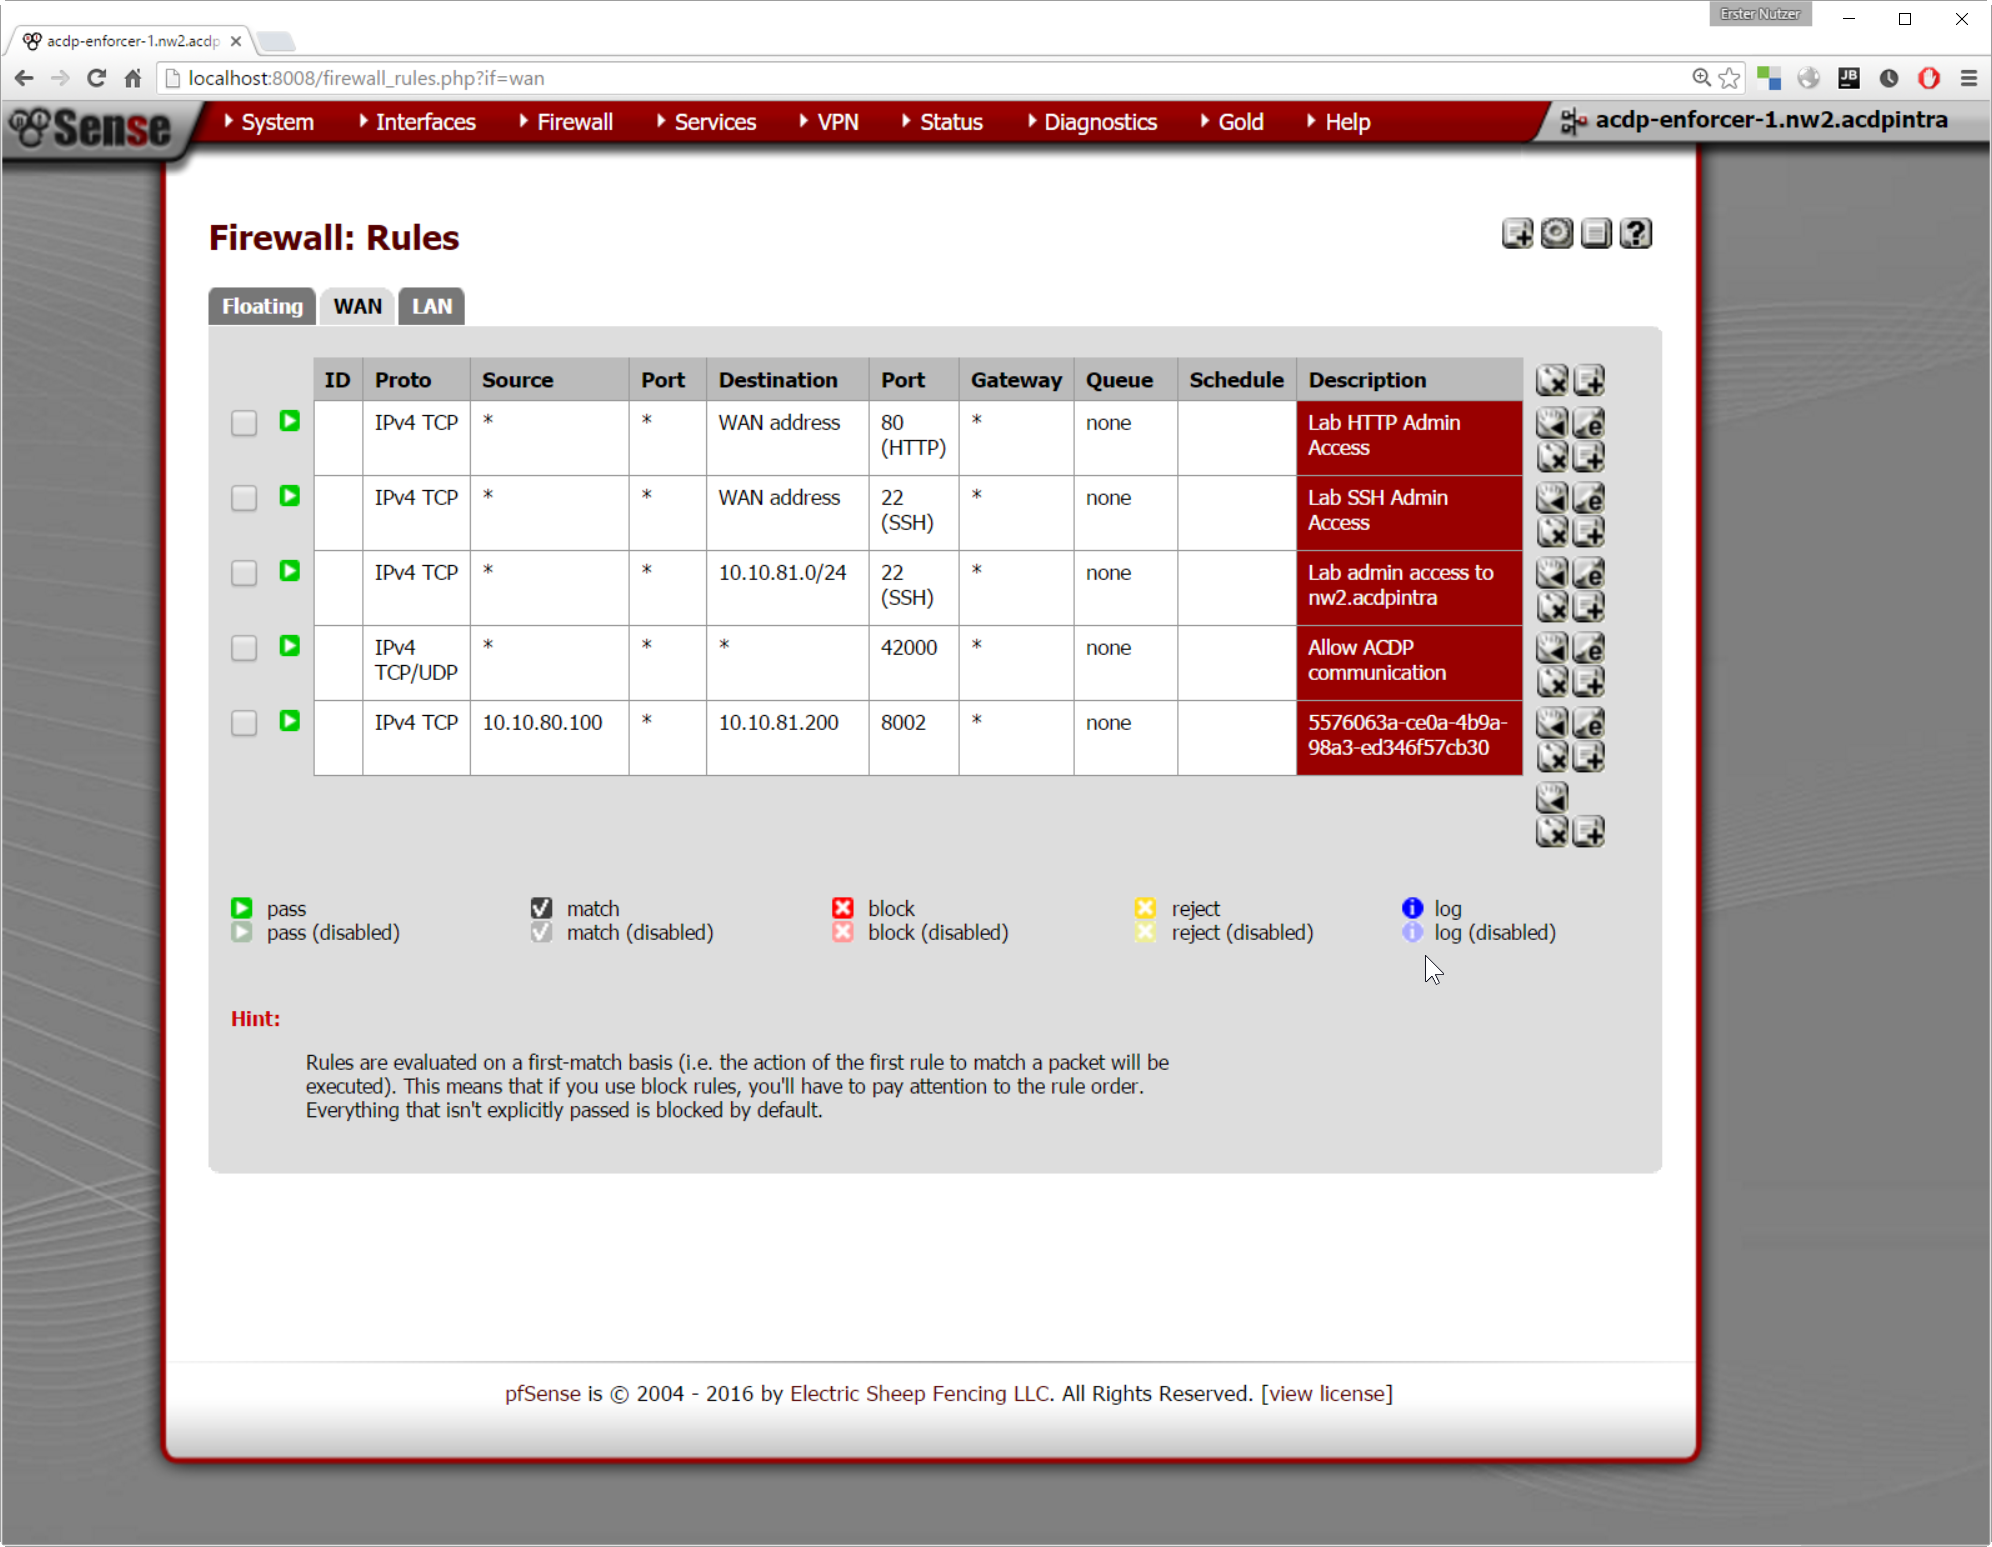 Erster Nutzer
acdp-enforcer-1.nw2.acdp
localhost:8008/firewall_rules.php?if=wan
JB
Sense System Interfaces Firewall Services VPN Status Diagnostics Gold Help acdp-enforcer-1.nw2.acdpintra
Firewall: Rules
Floating WAN LAN
ID Proto Source Port Destination Port Gateway Queue Schedule Description
IPv4 TCP * * WAN address 80 * none Lab HTTP Admin
(HTTP) Access
IPv4 TCP * * WAN address 22 * none Lab SSH Admin
(SSH) Access
IPv4 TCP * * 10.10.81.0/24 22 * none Lab admin access to
(SSH) nw2.acdpintra
IPv4 * * * 42000 * none Allow ACDP
TCP/UDP communication
IPv4 TCP 10.10.80.100 * 10.10.81.200 8002 * none 5576063a-ce0a-4b9a-
98a3-ed346f57cb30
pass match block reject log
pass (disabled) match (disabled) block (disabled) reject (disabled) log (disabled)
Hint:
Rules are evaluated on a first-match basis (i.e. the action of the first rule to match a packet will be
executed). This means that if you use block rules, you'll have to pay attention to the rule order.
Everything that isn't explicitly passed is blocked by default.
pfSense is © 2004 - 2016 by Electric Sheep Fencing LLC. All Rights Reserved. [view license]